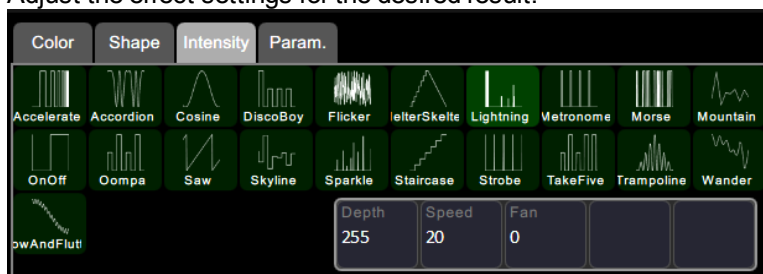 Adjust the effect settings for the desired result.
Color Shape Intensity Param.
Accelerate Accordion Cosine DiscoBoy Flicker lelterSkelte Lightning Metronome Morse Mountain
OnOff Oompa Saw Skyline Sparkle Staircase Strobe TakeFive Trampoline Wander
owAndFlutt
Depth Speed Fan
255 20 0